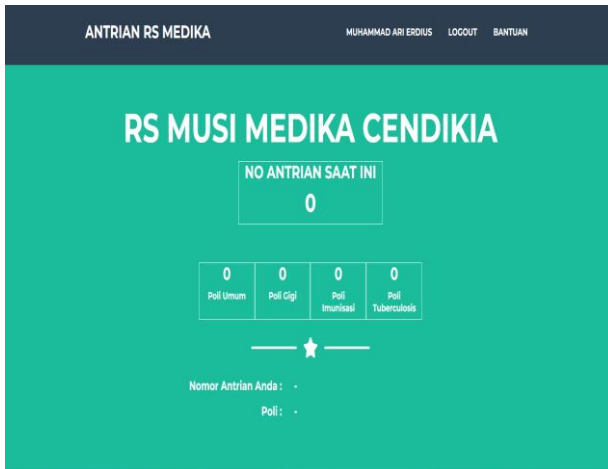 ANTRIAN RS MEDIKA
MUHAMMAD ARI ERDIUS LOGOUT BANTUAN
RS MUSI MEDIKA CENDIKIA
NO ANTRIAN SAAT INI
0
0 0 0 0
Poli Umum Poli Gigi Poli Imunisasi Poli Tuberculosis
Nomor Antrian Anda : -
Poli : -